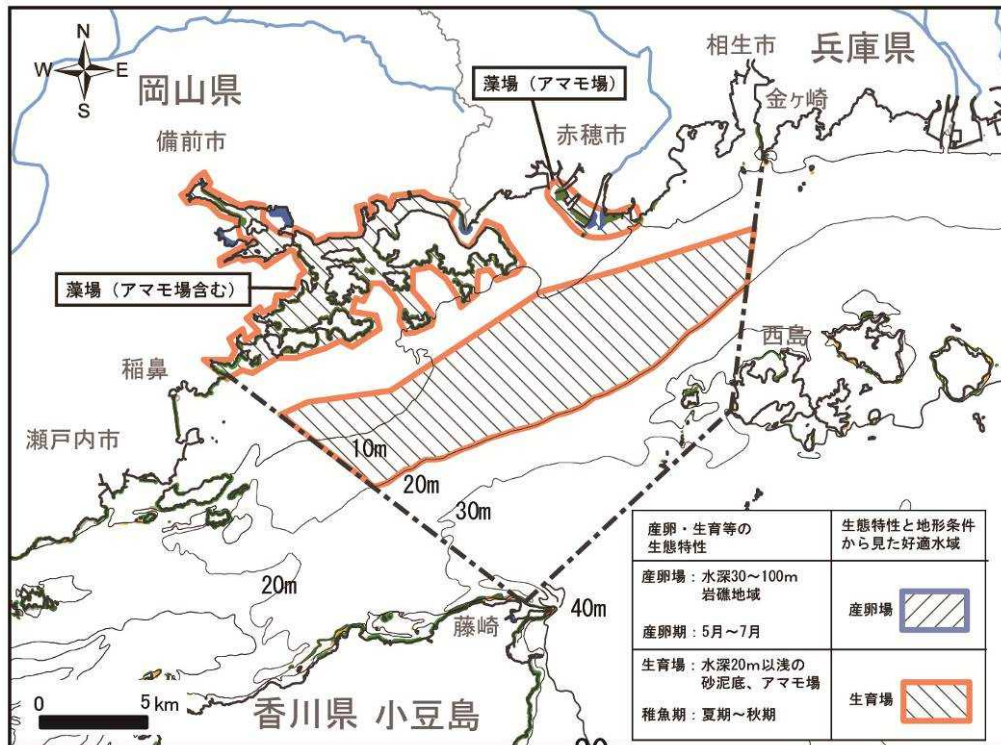 N
W E
S
岡山県
備前市
藻場（アマモ場）
赤穂市
相生市
兵庫県
金ヶ崎
藻場（アマモ場含む）
稲鼻
西島
瀬戸内市
10m
20m
30m
20m
40m
藤崎
0 5km
香川県 小豆島
産卵・生育等の
生態特性
生態特性と地形条件
から見た好適水域
産卵場：水深30～100m
岩礁地域
産卵期：5月～7月
産卵場
生育場：水深20m以浅の
砂泥底、アマモ場
稚魚期：夏期～秋期
生育場